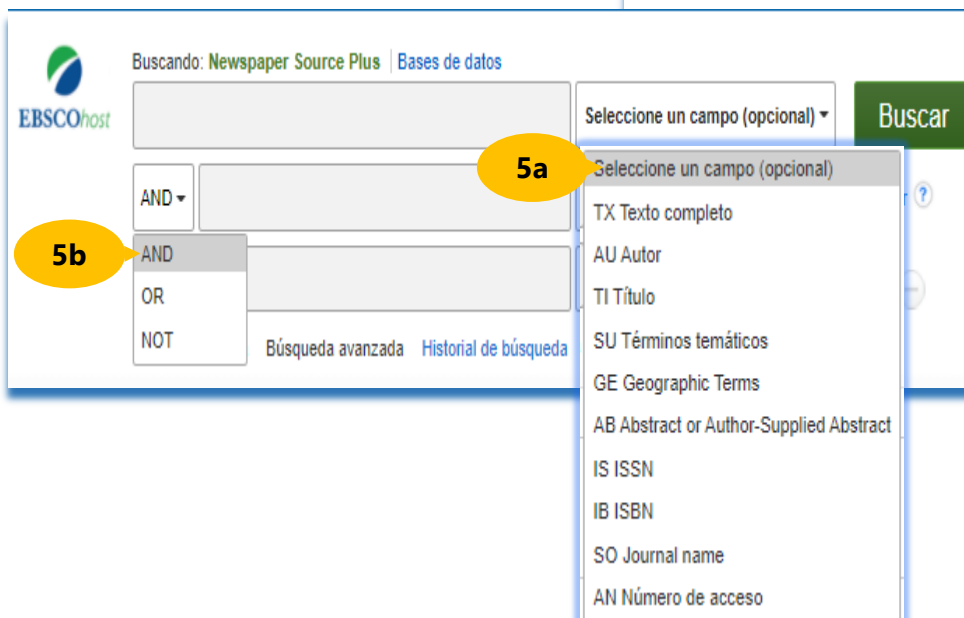 Buscando: Newspaper Source Plus | Bases de datos
EBSCOhost
Seleccione un campo (opcional)
Buscar
5a
Seleccione un campo (opcional)
AND
?
TX Texto completo
5b
AND
AU Autor
OR
TI Título
NOT
Búsqueda avanzada Historial de búsqueda
SU Términos temáticos
GE Geographic Terms
AB Abstract or Author-Supplied Abstract
IS ISSN
IB ISBN
SO Journal name
AN Número de acceso